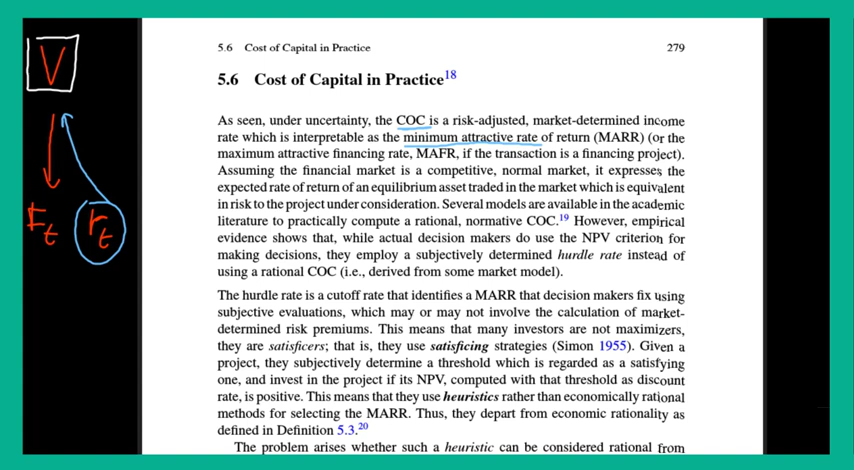 V
Ft
rt
5.6 Cost of Capital in Practice
279
5.6 Cost of Capital in Practice18
As seen, under uncertainty, the COC is a risk-adjusted, market-determined income
rate which is interpretable as the minimum attractive rate of return (MARR) (or the
maximum attractive financing rate, MAFR, if the transaction is a financing project).
Assuming the financial market is a competitive, normal market, it expresses the
expected rate of return of an equilibrium asset traded in the market which is equivalent
in risk to the project under consideration. Several models are available in the academic
literature to practically compute a rational, normative COC.19 However, empirical
evidence shows that, while actual decision makers do use the NPV criterion for
making decisions, they employ a subjectively determined hurdle rate instead of
using a rational COC (i.e., derived from some market model).
The hurdle rate is a cutoff rate that identifies a MARR that decision makers fix using
subjective evaluations, which may or may not involve the calculation of market-
determined risk premiums. This means that many investors are not maximizers,
they are satisficers; that is, they use satisficing strategies (Simon 1955). Given a
project, they subjectively determine a threshold which is regarded as a satisfying
one, and invest in the project if its NPV, computed with that threshold as discount
rate, is positive. This means that they use heuristics rather than economically rational
methods for selecting the MARR. Thus, they depart from economic rationality as
defined in Definition 5.3.20
The problem arises whether such a heuristic can be considered rational from